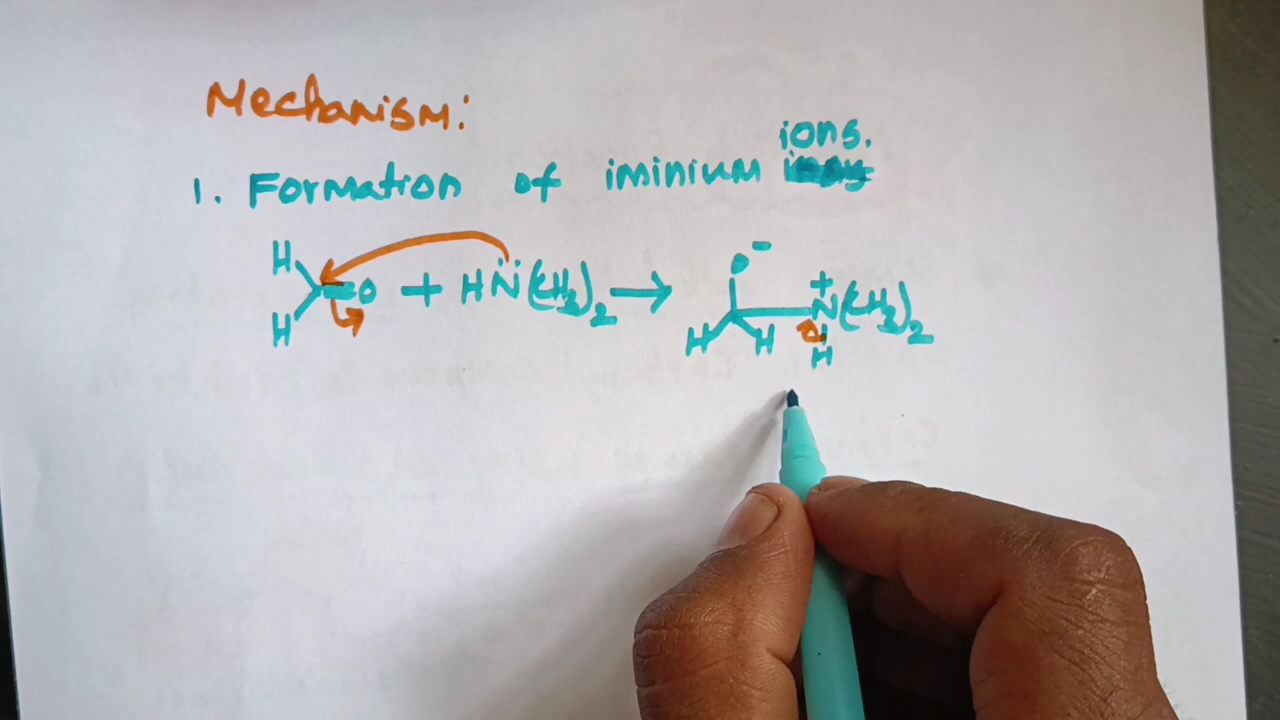 Mechanism:
ions.
1. Formation of iminium
H
H
=O + HN̈(CH3)2 → O⁻
H H N⁺(CH3)2
H